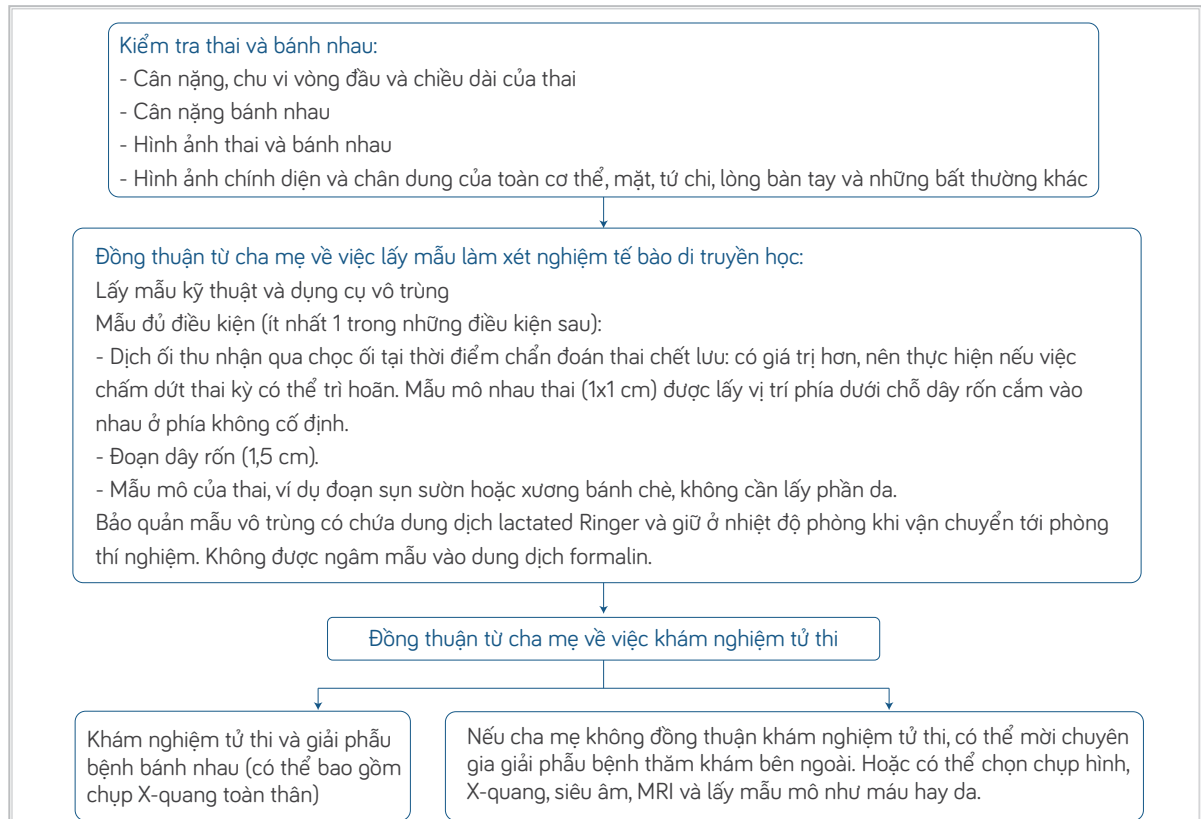 Kiểm tra thai và bánh nhau:
- Cân nặng, chu vi vòng đầu và chiều dài của thai
- Cân nặng bánh nhau
- Hình ảnh thai và bánh nhau
- Hình ảnh chính diện và chân dung của toàn cơ thể, mặt, tứ chi, lòng bàn tay và những bất thường khác
Đồng thuận từ cha mẹ về việc lấy mẫu làm xét nghiệm tế bào di truyền học:
Lấy mẫu kỹ thuật và dụng cụ vô trùng
Mẫu đủ điều kiện (ít nhất 1 trong những điều kiện sau):
- Dịch ối thu nhận qua chọc ối tại thời điểm chẩn đoán thai chết lưu: có giá trị hơn, nên thực hiện nếu việc
chấm dứt thai kỳ có thể trì hoãn. Mẫu mô nhau thai (1x1 cm) được lấy vị trí phía dưới chỗ dây rốn cắm vào
nhau ở phía không cố định.
- Đoạn dây rốn (1,5 cm).
- Mẫu mô của thai, ví dụ đoạn sụn sườn hoặc xương bánh chè, không cần lấy phần da.
Bảo quản mẫu vô trùng có chứa dung dịch lactated Ringer và giữ ở nhiệt độ phòng khi vận chuyển tới phòng
thí nghiệm. Không được ngâm mẫu vào dung dịch formalin.
Đồng thuận từ cha mẹ về việc khám nghiệm tử thi
Khám nghiệm tử thi và giải phẫu
bệnh bánh nhau (có thể bao gồm
chụp X-quang toàn thân)
Nếu cha mẹ không đồng thuận khám nghiệm tử thi, có thể mời chuyên
gia giải phẫu bệnh thăm khám bên ngoài. Hoặc có thể chọn chụp hình,
X-quang, siêu âm, MRI và lấy mẫu mô như máu hay da.